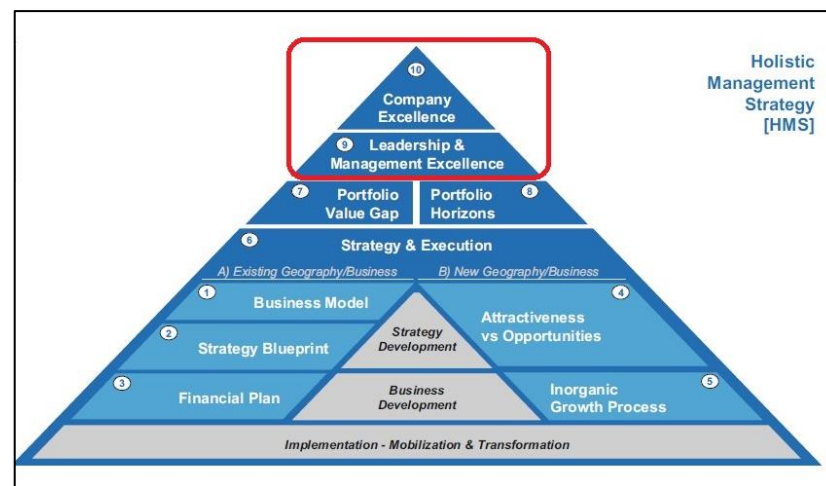 Holistic
Management
Strategy
[HMS]
10
Company
Excellence
9
Leadership &
Management Excellence
7
Portfolio
Value Gap
Portfolio
Horizons
8
6
Strategy & Execution
A) Existing Geography/Business
B) New Geography/Business
1
Business Model
2
Strategy Blueprint
3
Financial Plan
Strategy
Development
Business
Development
4
Attractiveness
vs Opportunities
5
Inorganic
Growth Process
Implementation - Mobilization & Transformation